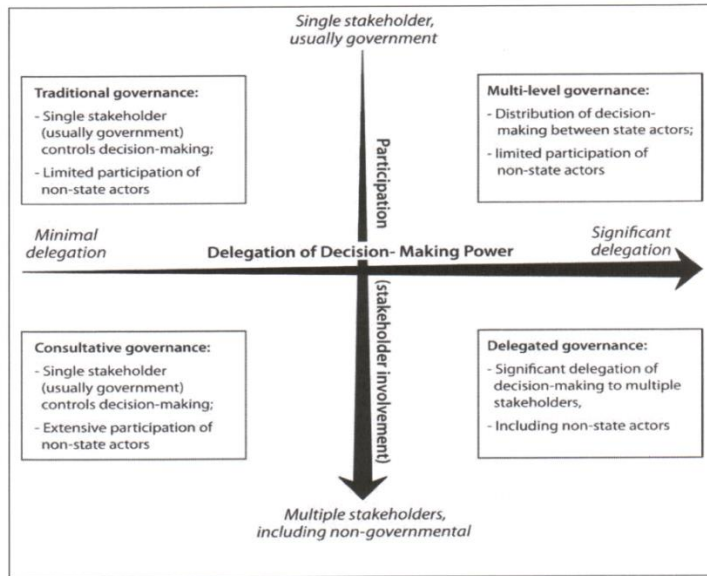 Single stakeholder,
usually government
Traditional governance:
- Single stakeholder
(usually government)
controls decision-making;
- Limited participation of
non-state actors
Multi-level governance:
- Distribution of decision-
making between state actors;
- limited participation of
non-state actors
Participation
(stakeholder involvement)
Minimal
delegation
Delegation of Decision- Making Power
Significant
delegation
Consultative governance:
- Single stakeholder
(usually government)
controls decision-making;
- Extensive participation of
non-state actors
Delegated governance:
- Significant delegation of
decision-making to multiple
stakeholders,
- Including non-state actors
Multiple stakeholders,
including non-governmental